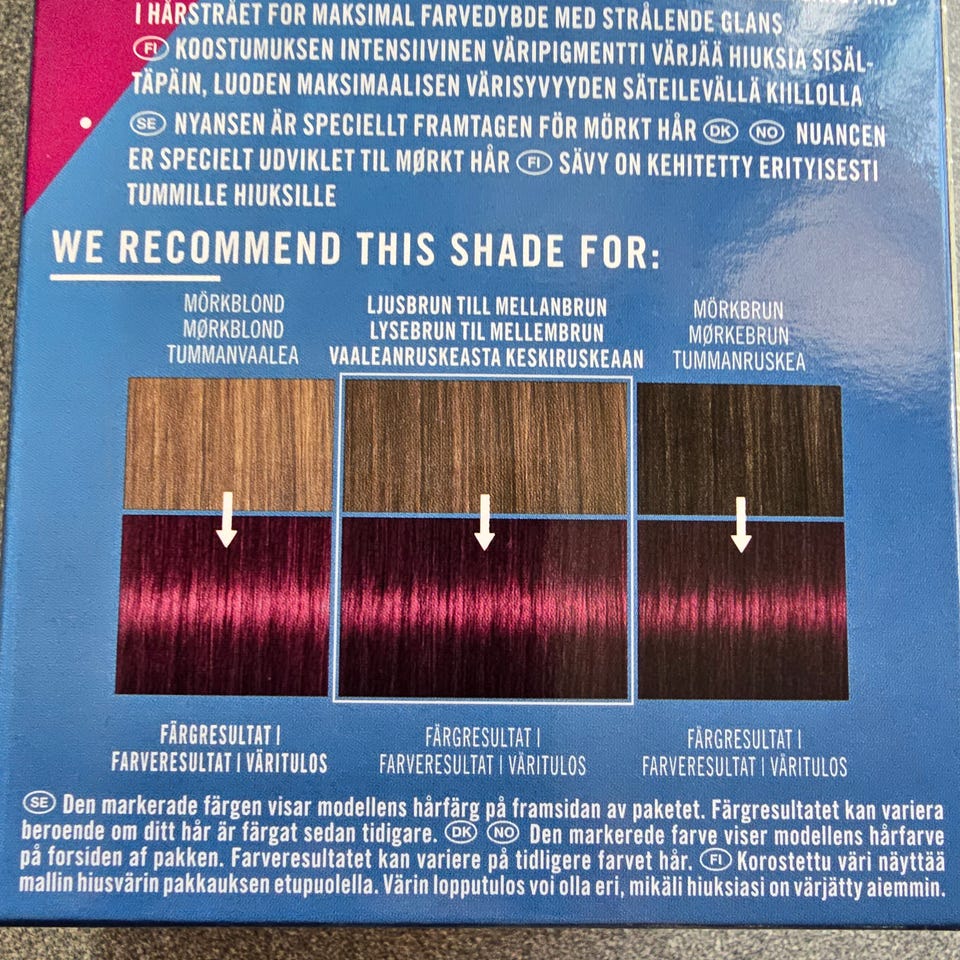 I HÅRSTRÅET FOR MAKSIMAL FARVEDYBDE MED STRÅLENDE GLANS
FI KOOSTUMUKSEN INTENSIIVINEN VÄRIPIGMENTTI VÄRJÄÄ HIUKSIA SISÄL-
TÄPÄIN, LUODEN MAKSIMAALISEN VÄRISYVYYDEN SÄTEILEVÄLLÄ KIILLOLLA
SE NYANSEN ÄR SPECIELLT FRAMTAGEN FÖR MÖRKT HÅR DK NO NUANCEN
ER SPECIELT UDVIKLET TIL MØRKT HÅR FI SÄVY ON KEHITETTY ERITYISESTI
TUMMILLE HIUKSILLE
WE RECOMMEND THIS SHADE FOR:
MÖRKBLOND
MØRKBLOND
TUMMANVAALEA
LJUSBRUN TILL MELLANBRUN
LYSEBRUN TIL MELLEMBRUN
VAALEANRUSKEASTA KESKIRUSKEAAN
MÖRKBRUN
MØRKEBRUN
TUMMANRUSKEA
FÄRGRESULTAT |
FARVERESULTAT | VÄRITULOS
FÄRGRESULTAT |
FARVERESULTAT | VÄRITULOS
FÄRGRESULTAT |
FARVERESULTAT | VÄRITULOS
SE Den markerade färgen visar modellens hårfärg på framsidan av paketet. Färgresultatet kan variera
beroende om ditt hår är färgat sedan tidigare. DK NO Den markerede farve viser modellens hårfarve
på forsiden af pakken. Farveresultatet kan variere på tidligere farvet hår. FI Korostettu väri näyttää
mallin hiusvärin pakkauksen etupuolella. Värin lopputulos voi olla eri, mikäli hiuksiasi on värjätty aiemmin.